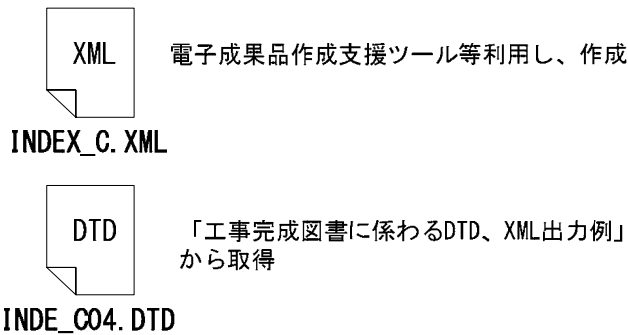 XML
電子成果品作成支援ツール等利用し、作成
INDEX_C.XML
DTD
「工事完成図書に係わるDTD、XML出力例」
から取得
INDE_C04.DTD